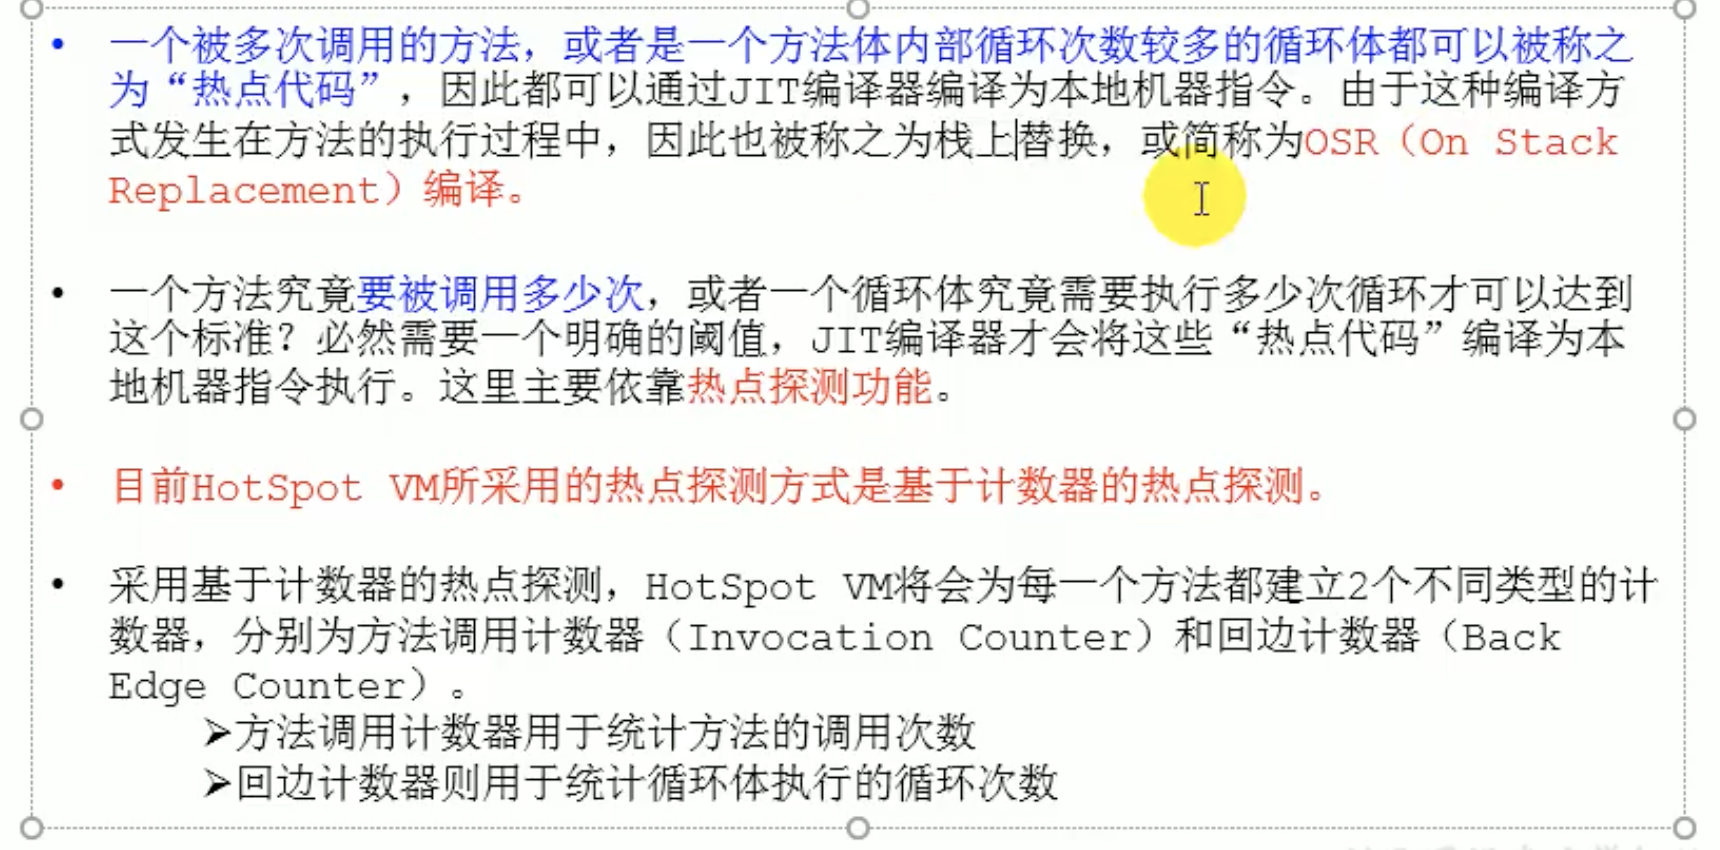 • 一个被多次调用的方法，或者是一个方法体内部循环次数较多的循环体都可以被称之
为“热点代码”，因此都可以通过JIT编译器编译为本地机器指令。由于这种编译方
式发生在方法的执行过程中，因此也被称之为栈上替换，或简称为OSR（On Stack
Replacement）编译。
• 一个方法究竟要被调用多少次，或者一个循环体究竟需要执行多少次循环才可以达到
这个标准？必然需要一个明确的阈值，JIT编译器才会将这些“热点代码”编译为本
地机器指令执行。这里主要依靠热点探测功能。
• 目前HotSpot VM所采用的热点探测方式是基于计数器的热点探测。
• 采用基于计数器的热点探测，HotSpot VM将会为每一个方法都建立2个不同类型的计
数器，分别为方法调用计数器（Invocation Counter）和回边计数器（Back
Edge Counter）。
➢方法调用计数器用于统计方法的调用次数
➢回边计数器则用于统计循环体执行的循环次数